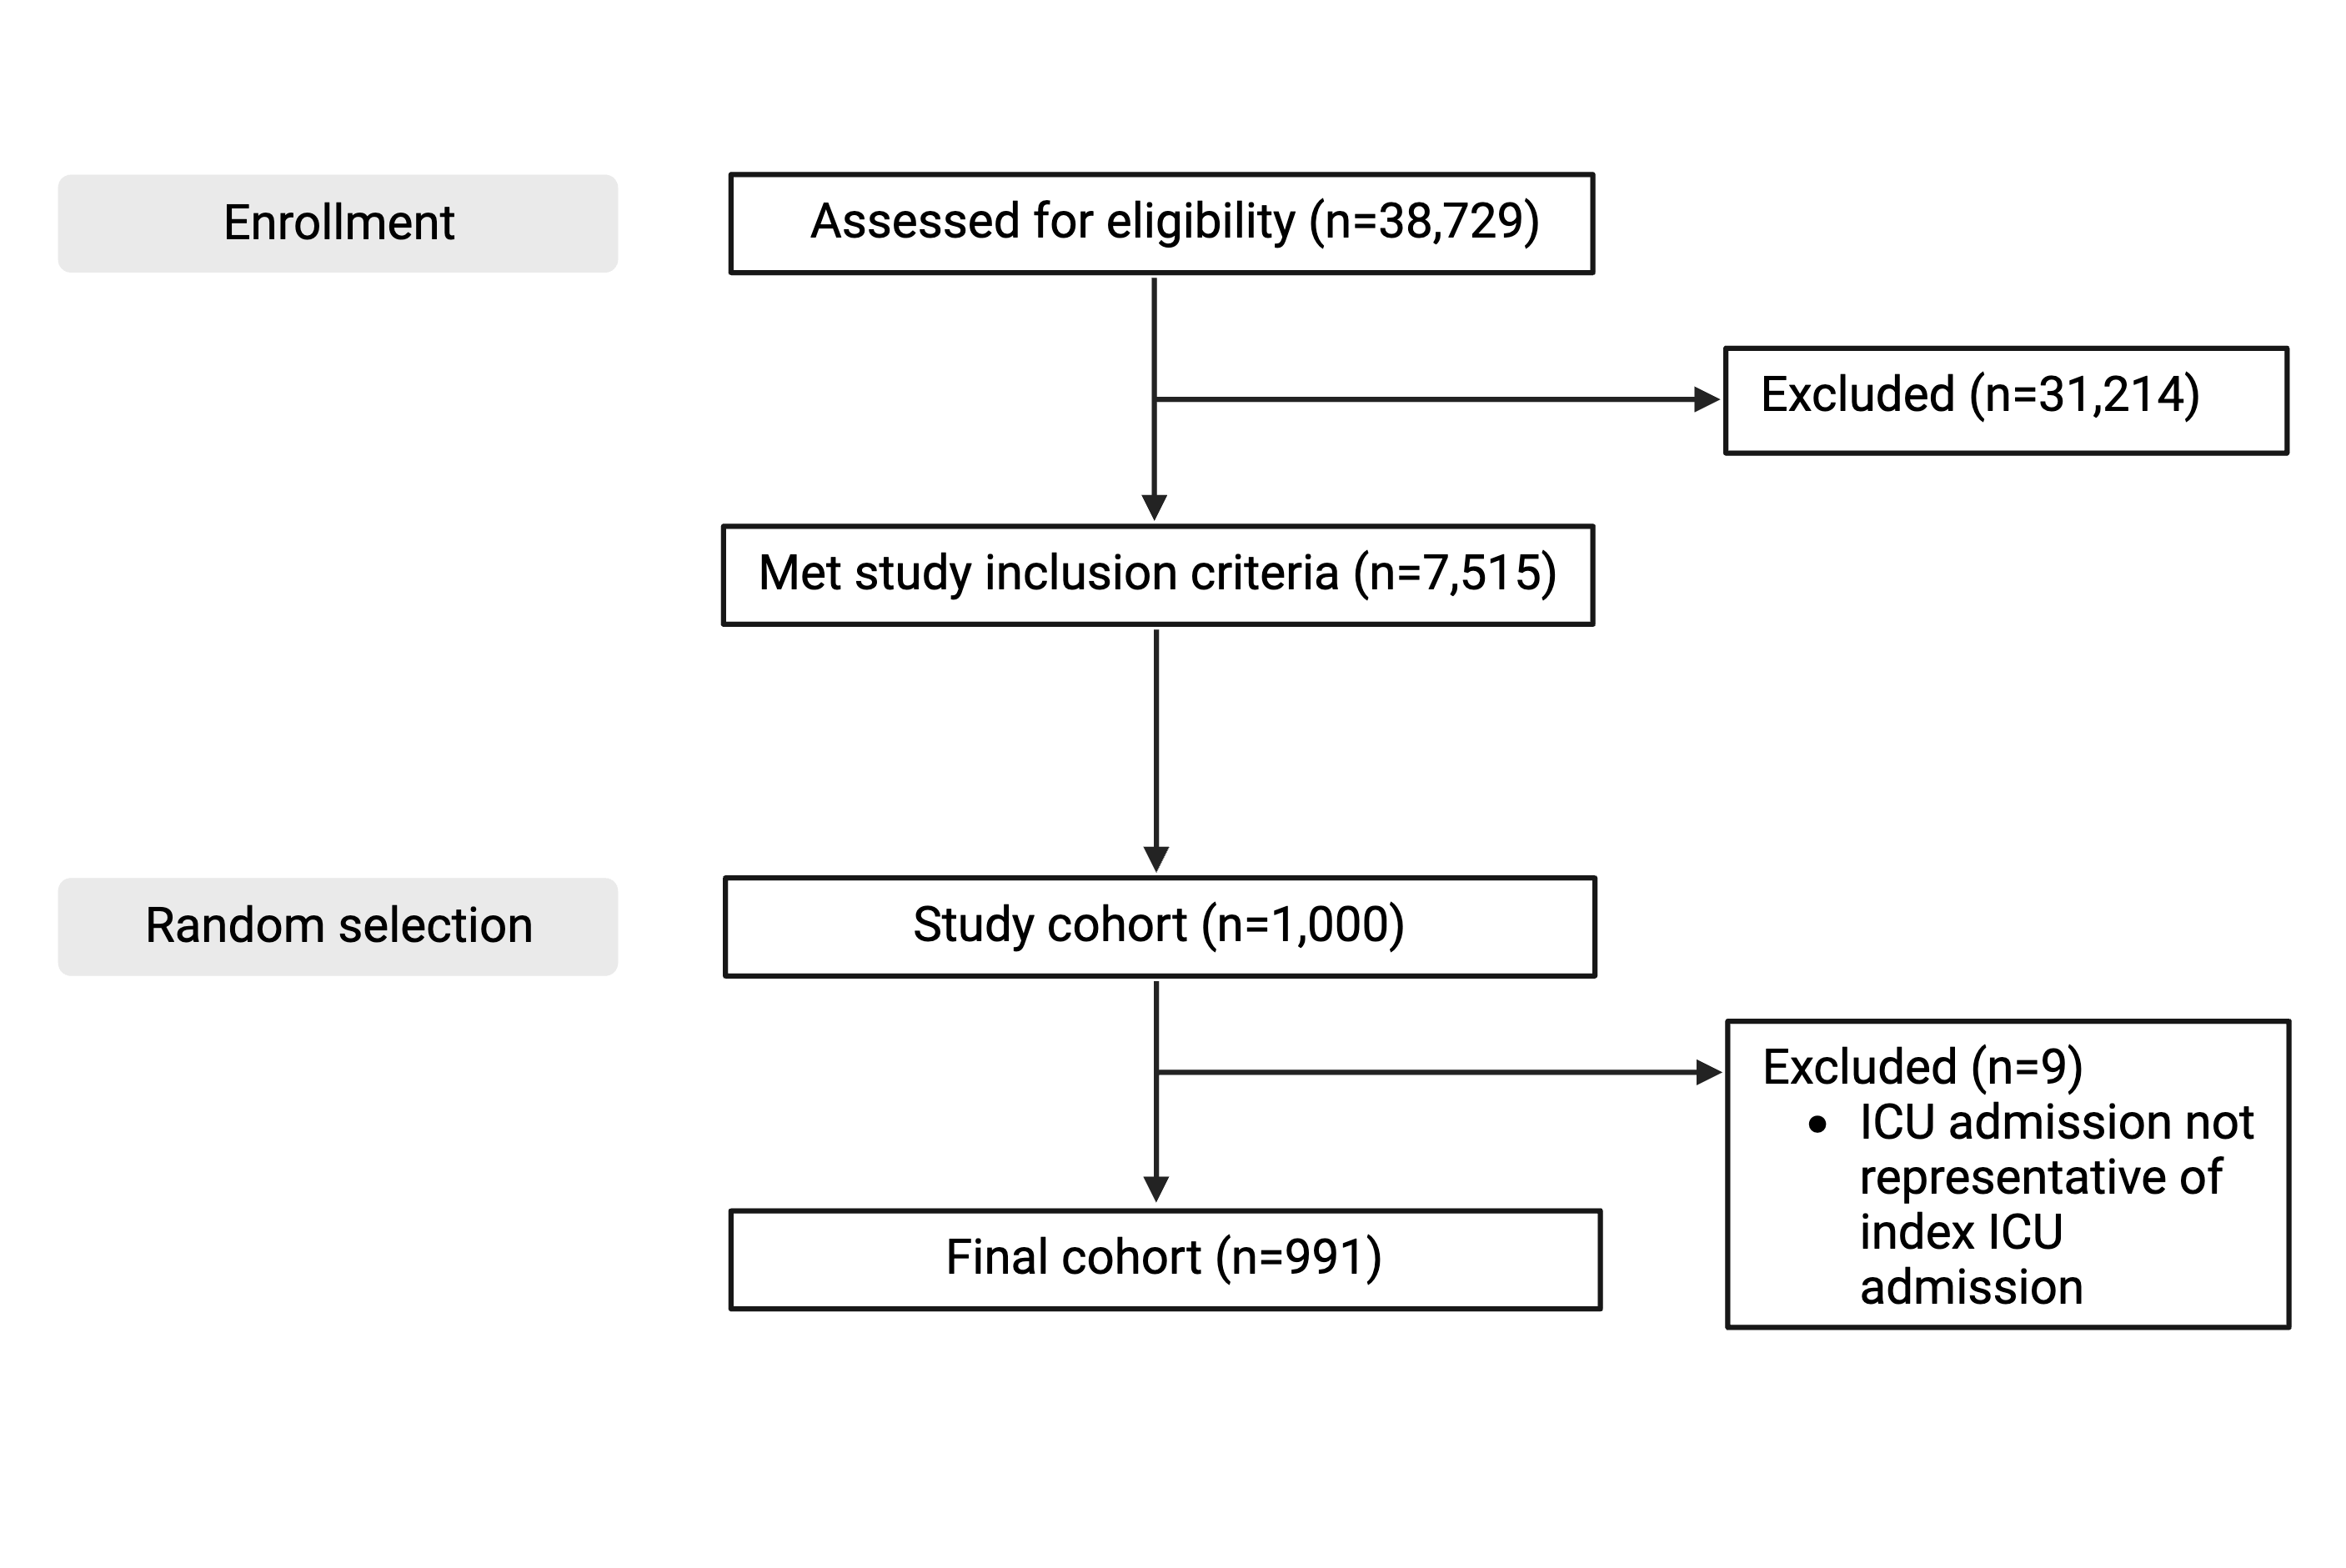 Enrollment
Assessed for eligibility (n=38,729)
Excluded (n=31,214)
Met study inclusion criteria (n=7,515)
Random selection
Study cohort (n=1,000)
Excluded (n=9)
● ICU admission not
representative of
index ICU
admission
Final cohort (n=991)